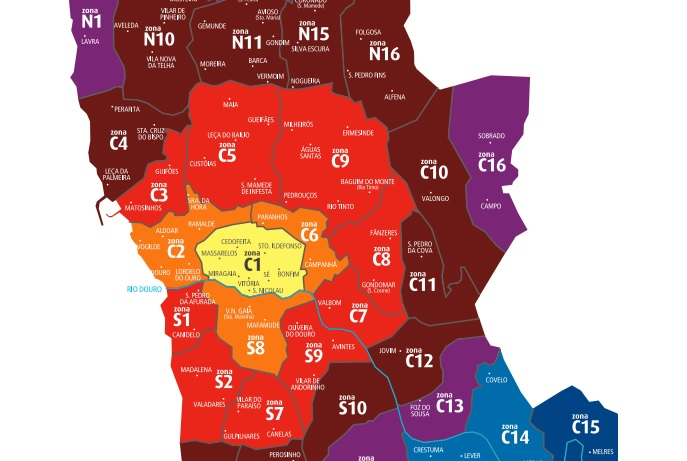 zona
N1
LAVRA
AVELEDA
VILAR DE
PINHEIRO
zona
N10
VILA NOVA
DA TELHA
GEMUNDE
AVIOSO
(Sta. Maria)
zona
N11
GONDIM
MOREIRA
BARCA
VERMOIM
(S. Mamede)
zona
N15
SILVA ESCURA
NOGUEIRA
FOLGOSA
zona
N16
S. PEDRO FINS
ALFENA
PERAFITA
STA. CRUZ
DO BISPO
zona
C4
LEÇA DA
PALMEIRA
GUIFÕES
zona
C3
MATOSINHOS
MAIA
GUEIFÃES
LEÇA DO BALIO
zona
C5
CUSTÓIAS
S. MAMEDE
DE INFESTA
MILHEIRÓS
ERMESINDE
ÁGUAS
SANTAS
zona
C9
BAGUIM DO MONTE
(Rio Tinto)
PEDROUÇOS
RIO TINTO
zona
C10
VALONGO
SOBRADO
zona
C16
CAMPO
SRA. DA
HORA
RAMALDE
ALDOAR
zona
C2
LORDELO
DO OURO
PARANHOS
zona
C6
CAMPANHÃ
CEDOFEITA
STO. ILDEFONSO
MASSARELOS
zona
C1
MIRAGAIA
SÉ
BONFIM
VITÓRIA
S. NICOLAU
RIO DOURO
FÂNZERES
zona
C8
GONDOMAR
(S. Cosme)
S. PEDRO
DA COVA
zona
C11
S. PEDRO
DA AFURADA
zona
S1
CANIDELO
V.N. GAIA
(Sta. Marinha)
MAFAMUDE
zona
S8
OLIVEIRA
DO DOURO
zona
S9
AVINTES
VILAR DE
ANDORINHO
VALBOM
zona
C7
JOVIM
zona
C12
MADALENA
zona
S2
VALADARES
VILAR DO
PARAÍSO
zona
S7
GULPILHARES
CANELAS
zona
S10
PEROSINHO
FOZ DO
SOUSA
zona
C13
COVELO
zona
C14
zona
C15
MELRES
CRESTUMA
LEVER
zona